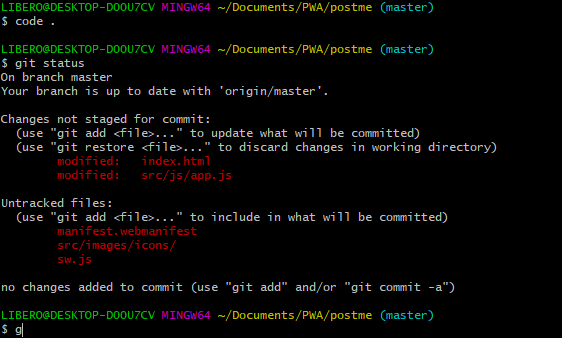 LIBERO@DESKTOP-DOOU7CV MINGW64 ~/Documents/PWA/postme (master)
$ code .
LIBERO@DESKTOP-DOOU7CV MINGW64 ~/Documents/PWA/postme (master)
$ git status
On branch master
Your branch is up to date with 'origin/master'.
Changes not staged for commit:
(use "git add <file>..." to update what will be committed)
(use "git restore <file>..." to discard changes in working directory)
modified: index.html
modified: src/js/app.js
Untracked files:
(use "git add <file>..." to include in what will be committed)
manifest.webmanifest
src/images/icons/
sw.js
no changes added to commit (use "git add" and/or "git commit -a")
LIBERO@DESKTOP-DOOU7CV MINGW64 ~/Documents/PWA/postme (master)
$ g